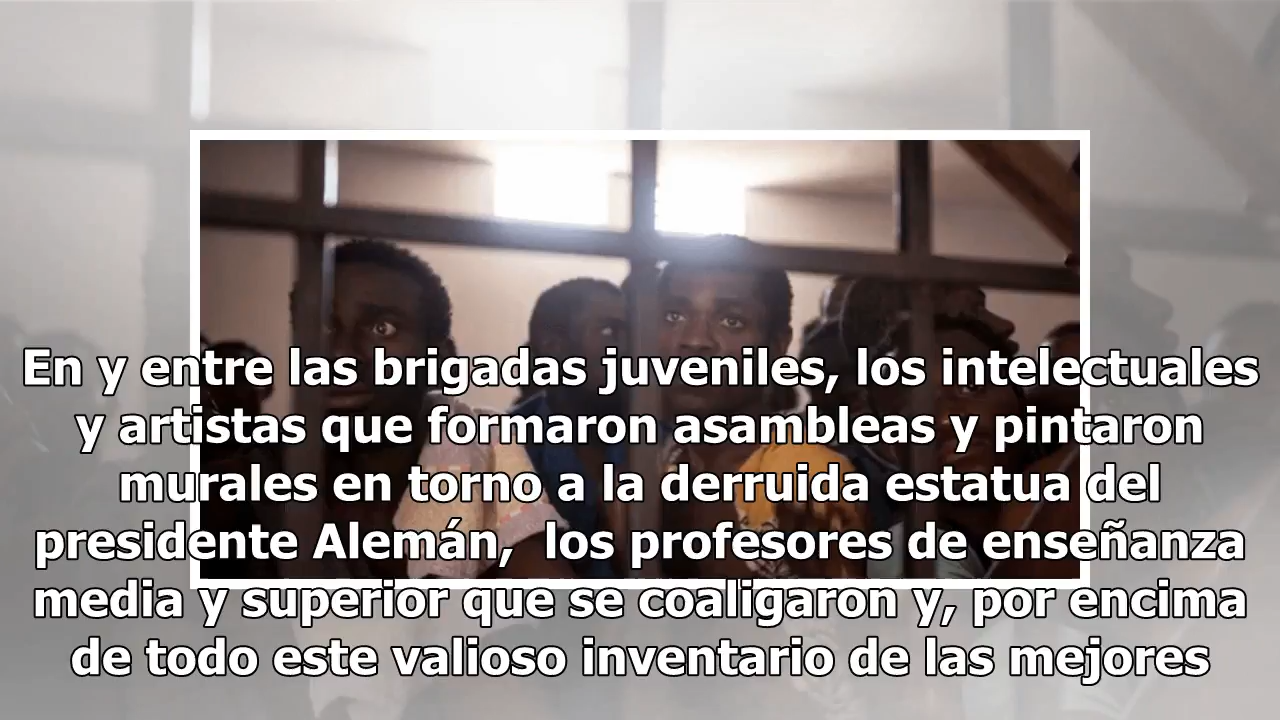 En y entre las brigadas juveniles, los intelectuales
y artistas que formaron asambleas y pintaron
murales en torno a la derruida estatua del
presidente Alemán,  los profesores de enseñanza
media y superior que se coaligaron y, por encima
de todo este valioso inventario de las mejores